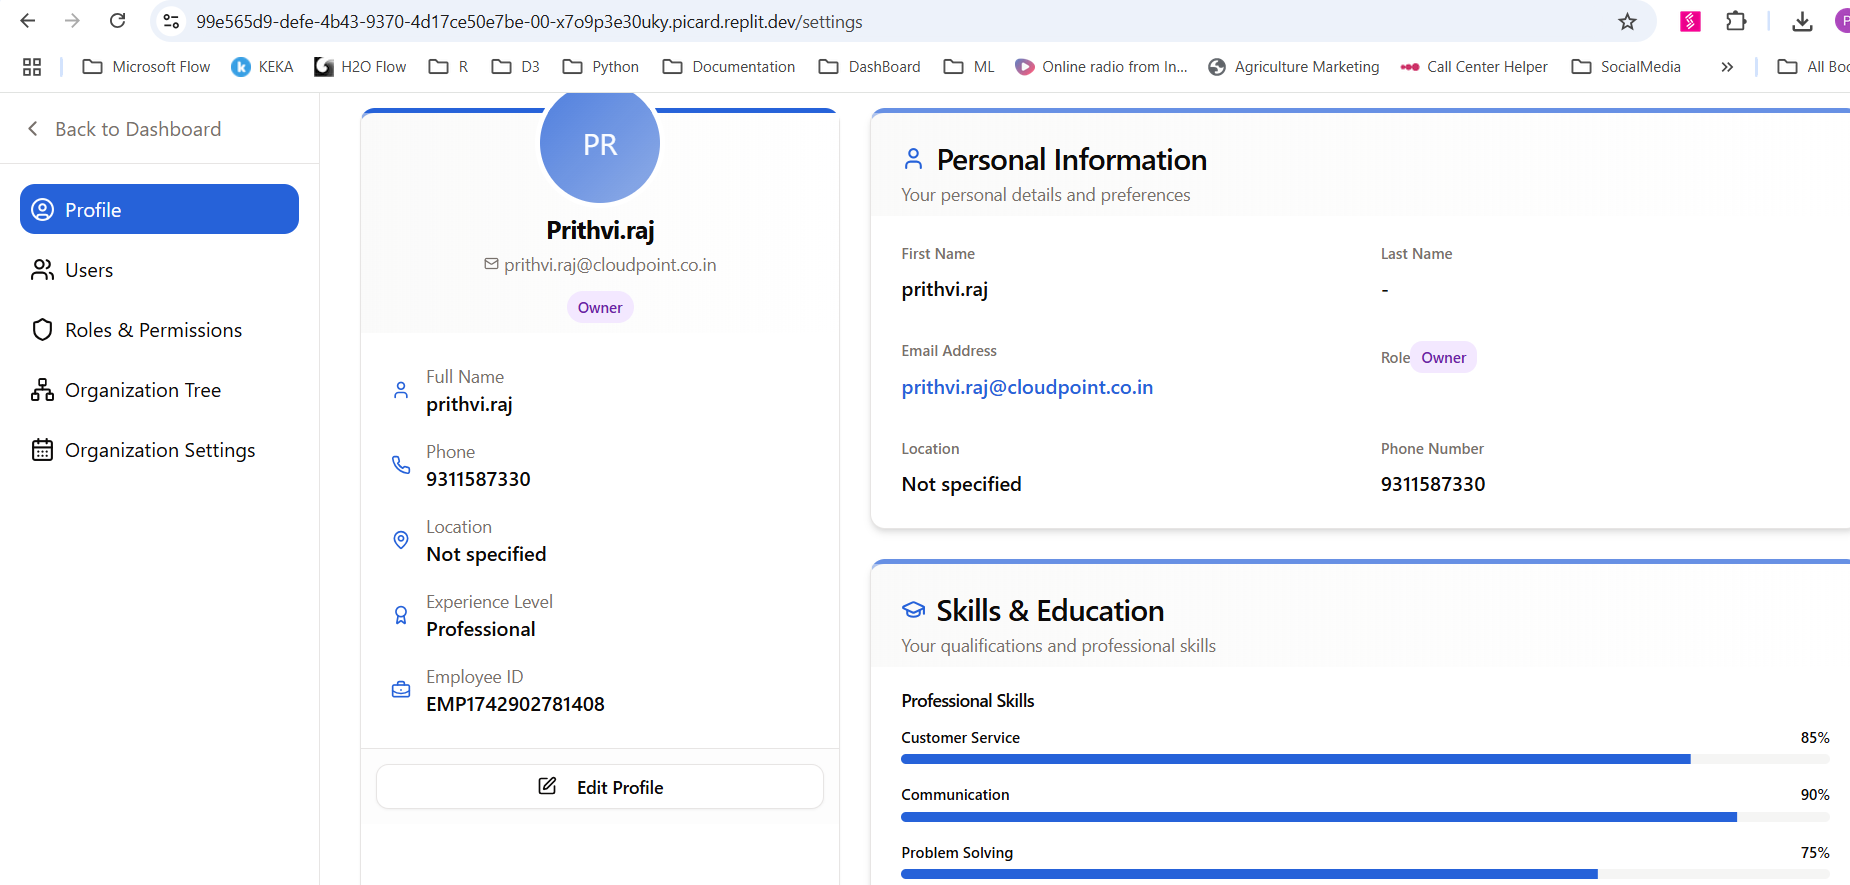 99e565d9-defe-4b43-9370-4d17ce50e7be-00-x7o9p3e30uky.picard.replit.dev/settings
Microsoft Flow KEKA H2O Flow R D3 Python Documentation DashBoard ML Online radio from In... Agriculture Marketing Call Center Helper SocialMedia » All Boo
Back to Dashboard
Profile
Users
Roles & Permissions
Organization Tree
Organization Settings
PR
Prithvi.raj
prithvi.raj@cloudpoint.co.in
Owner
Full Name
prithvi.raj
Phone
9311587330
Location
Not specified
Experience Level
Professional
Employee ID
EMP1742902781408
Edit Profile
Personal Information
Your personal details and preferences
First Name
prithvi.raj
Last Name
-
Email Address
prithvi.raj@cloudpoint.co.in
Role Owner
Location
Not specified
Phone Number
9311587330
Skills & Education
Your qualifications and professional skills
Professional Skills
Customer Service 85%
Communication 90%
Problem Solving 75%